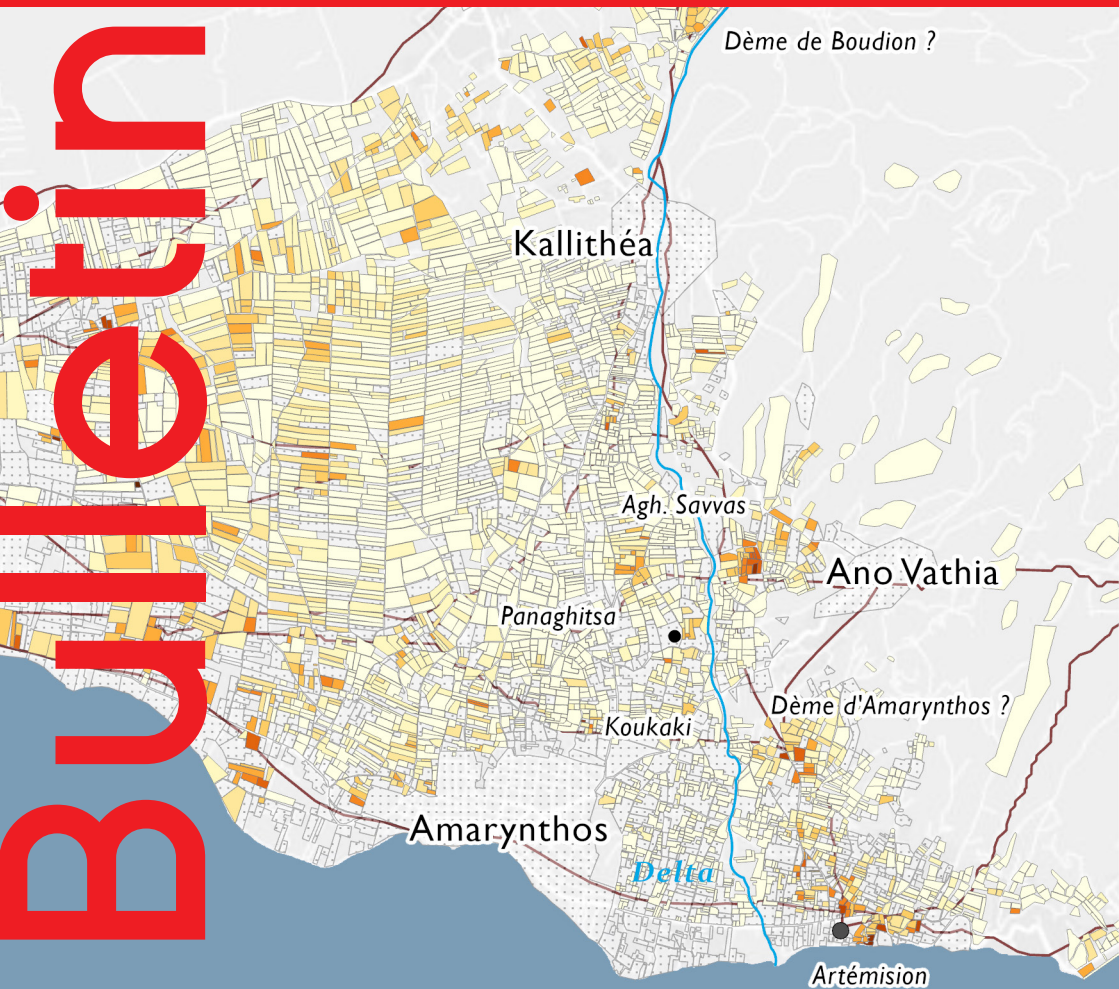 Bulletin
Dème de Boudion ?
Kallithéa
Agh. Savvas
Ano Vathia
Panaghitsa
Dème d'Amarynthos ?
Koukaki
Amarynthos
Delta
Artémision